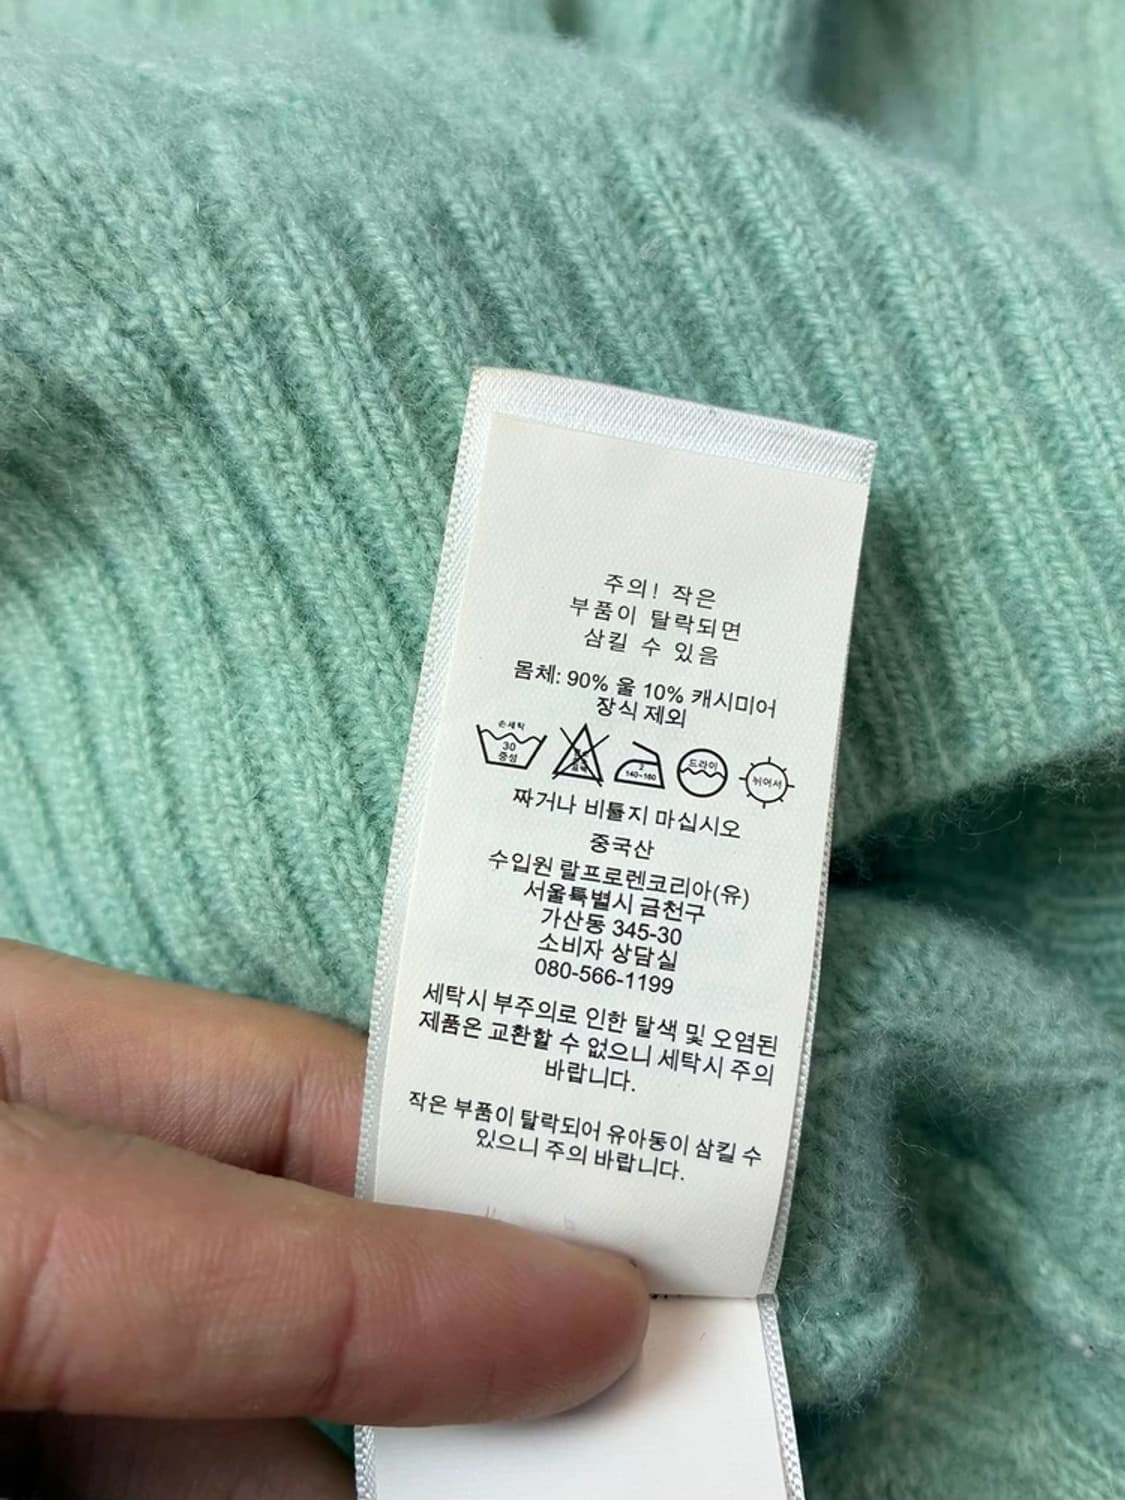 주의! 작은
부품이 탈락되면
삼킬 수 있음
몸체: 90% 울 10% 캐시미어
장식 제외
손세탁
30
중성
2
140~160
드라이
뉘어서
짜거나 비틀지 마십시오
중국산
수입원 랄프로렌코리아(유)
서울특별시 금천구
가산동 345-30
소비자 상담실
080-566-1199
세탁시 부주의로 인한 탈색 및 오염된
제품은 교환할 수 없으니 세탁시 주의
바랍니다.
작은 부품이 탈락되어 유아동이 삼킬 수
있으니 주의 바랍니다.